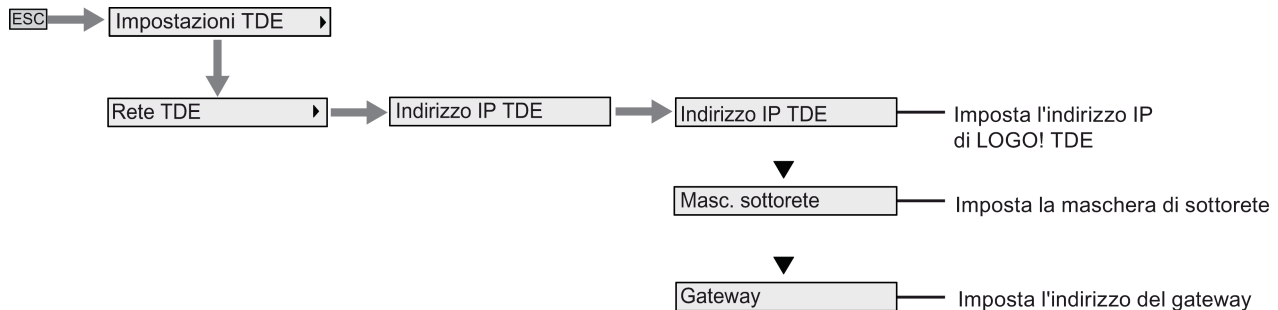 ESC
Impostazioni TDE
Rete TDE
Indirizzo IP TDE
Indirizzo IP TDE
Imposta l'indirizzo IP
di LOGO! TDE
Masc. sottorete
Imposta la maschera di sottorete
Gateway
Imposta l'indirizzo del gateway